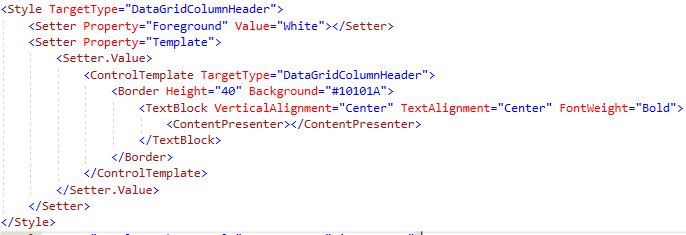 <Style TargetType="DataGridColumnHeader">
<Setter Property="Foreground" Value="White"></Setter>
<Setter Property="Template">
<Setter.Value>
<ControlTemplate TargetType="DataGridColumnHeader">
<Border Height="40" Background="#10101A">
<TextBlock VerticalAlignment="Center" TextAlignment="Center" FontWeight="Bold">
<ContentPresenter></ContentPresenter>
</TextBlock>
</Border>
</ControlTemplate>
</Setter.Value>
</Setter>
</Style>